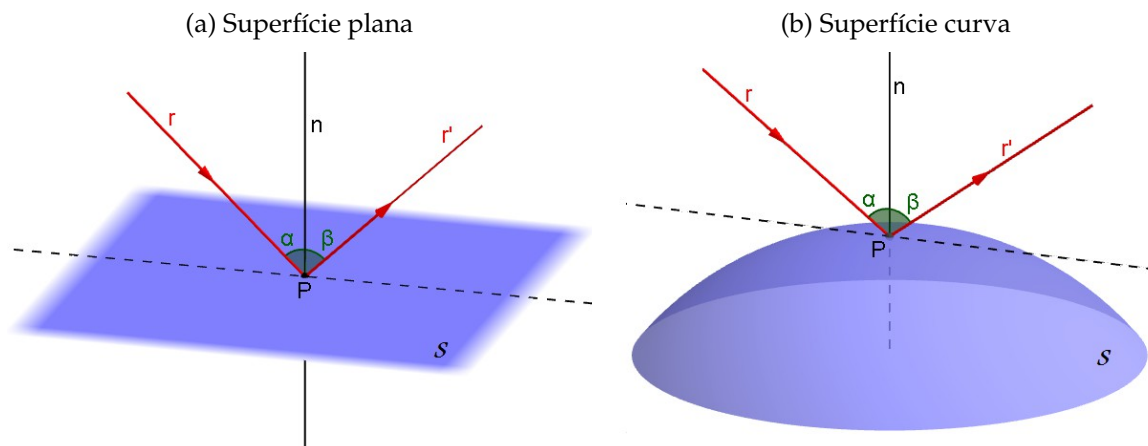 (a) Superfície plana
r
n
r'
α
β
P
S
(b) Superfície curva
r
n
r'
α
β
P
S